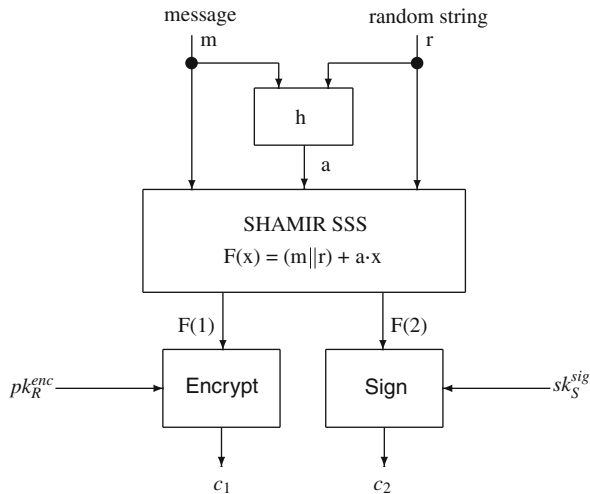 message
random string
m
r
h
a
SHAMIR SSS
F(x) = (m||r) + a·x
F(1)
F(2)
Encrypt
Sign
pk_R^{enc}
sk_S^{sig}
c_1
c_2